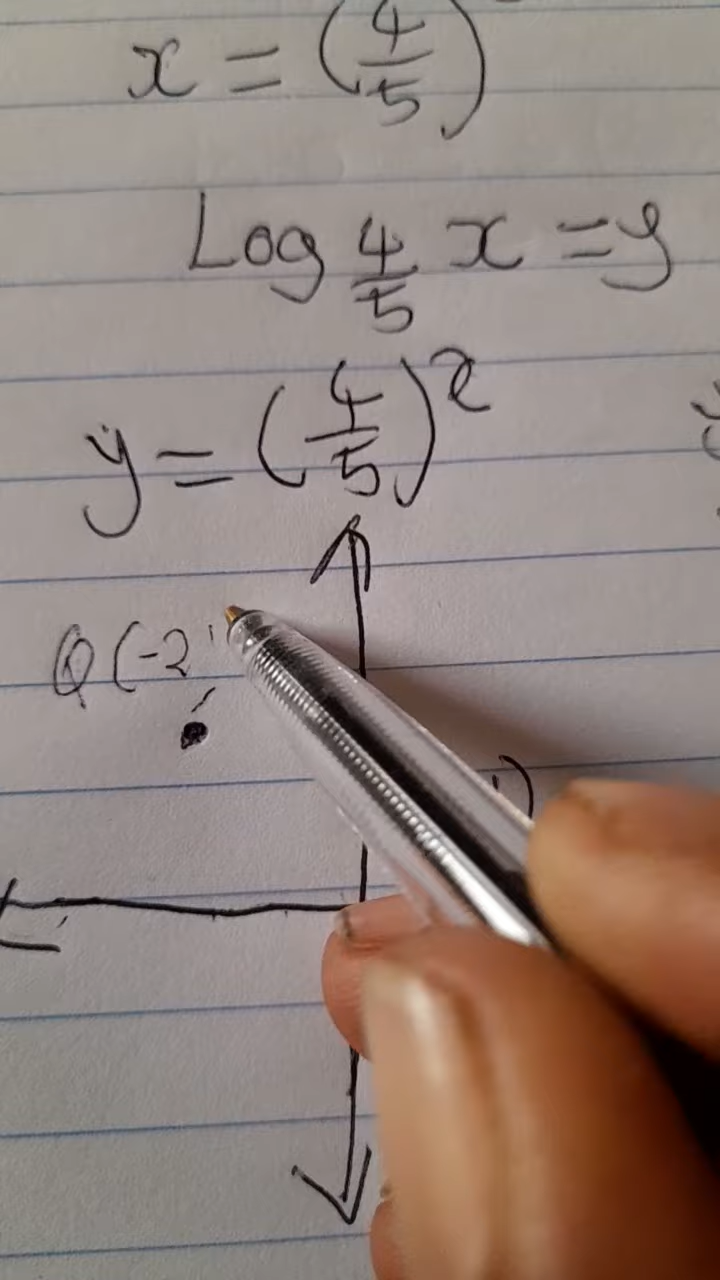 x = (4/5)
Log 4/5 x = y
y = (4/5)^x
Q (-2 '
)